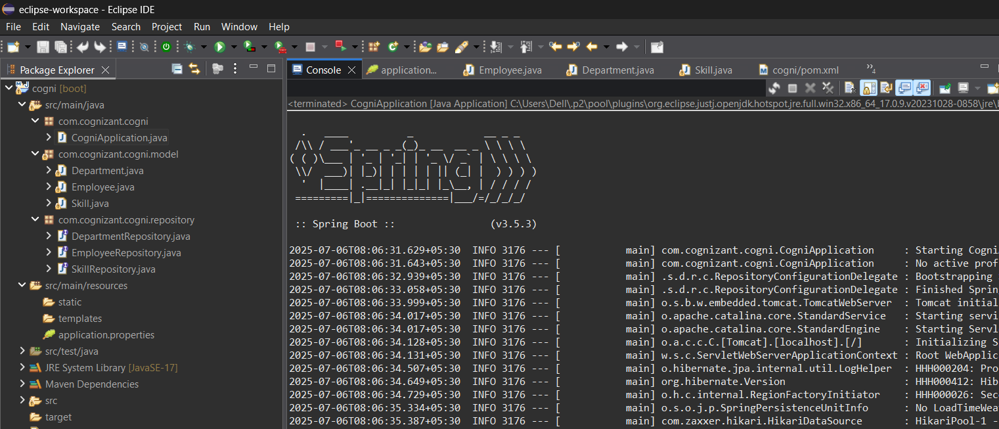 eclipse-workspace - Eclipse IDE
File Edit Navigate Search Project Run Window Help
Package Explorer
cogni [boot]
src/main/java
com.cognizant.cogni
CogniApplication.java
com.cognizant.cogni.model
Department.java
Employee.java
Skill.java
com.cognizant.cogni.repository
DepartmentRepository.java
EmployeeRepository.java
SkillRepository.java
src/main/resources
static
templates
application.properties
src/test/java
JRE System Library [JavaSE-17]
Maven Dependencies
src
target
Console application... Employee.java Department.java Skill.java cogni/pom.xml »4
<terminated> CogniApplication [Java Application] C:\Users\Dell\.p2\pool\plugins\org.eclipse.justj.openjdk.hotspot.jre.full.win32.x86_64_17.0.9.v20231028-0858\jre\
Spring
:: Spring Boot :: (v3.5.3)
2025-07-06T08:06:31.629+05:30 INFO 3176 --- [ main] com.cognizant.cogni.CogniApplication : Starting Cogni
2025-07-06T08:06:31.643+05:30 INFO 3176 --- [ main] com.cognizant.cogni.CogniApplication : No active prof
2025-07-06T08:06:32.939+05:30 INFO 3176 --- [ main] .s.d.r.c.RepositoryConfigurationDelegate : Bootstrapping
2025-07-06T08:06:33.058+05:30 INFO 3176 --- [ main] .s.d.r.c.RepositoryConfigurationDelegate : Finished Sprin
2025-07-06T08:06:33.999+05:30 INFO 3176 --- [ main] o.s.b.w.embedded.tomcat.TomcatWebServer : Tomcat initial
2025-07-06T08:06:34.017+05:30 INFO 3176 --- [ main] o.apache.catalina.core.StandardService : Starting servi
2025-07-06T08:06:34.017+05:30 INFO 3176 --- [ main] o.apache.catalina.core.StandardEngine : Starting Servl
2025-07-06T08:06:34.128+05:30 INFO 3176 --- [ main] o.a.c.c.C.[Tomcat].[localhost].[/] : Initializing S
2025-07-06T08:06:34.131+05:30 INFO 3176 --- [ main] w.s.c.ServletWebServerApplicationContext : Root WebApplic
2025-07-06T08:06:34.507+05:30 INFO 3176 --- [ main] o.hibernate.jpa.internal.util.LogHelper : HHH000204: Pro
2025-07-06T08:06:34.649+05:30 INFO 3176 --- [ main] org.hibernate.Version : HHH000412: Hib
2025-07-06T08:06:34.729+05:30 INFO 3176 --- [ main] o.h.c.internal.RegionFactoryInitiator : HHH000026: Sec
2025-07-06T08:06:35.334+05:30 INFO 3176 --- [ main] o.s.o.j.p.SpringPersistenceUnitInfo : No LoadTimeWea
2025-07-06T08:06:35.387+05:30 INFO 3176 --- [ main] com.zaxxer.hikari.HikariDataSource : HikariPool-1 -